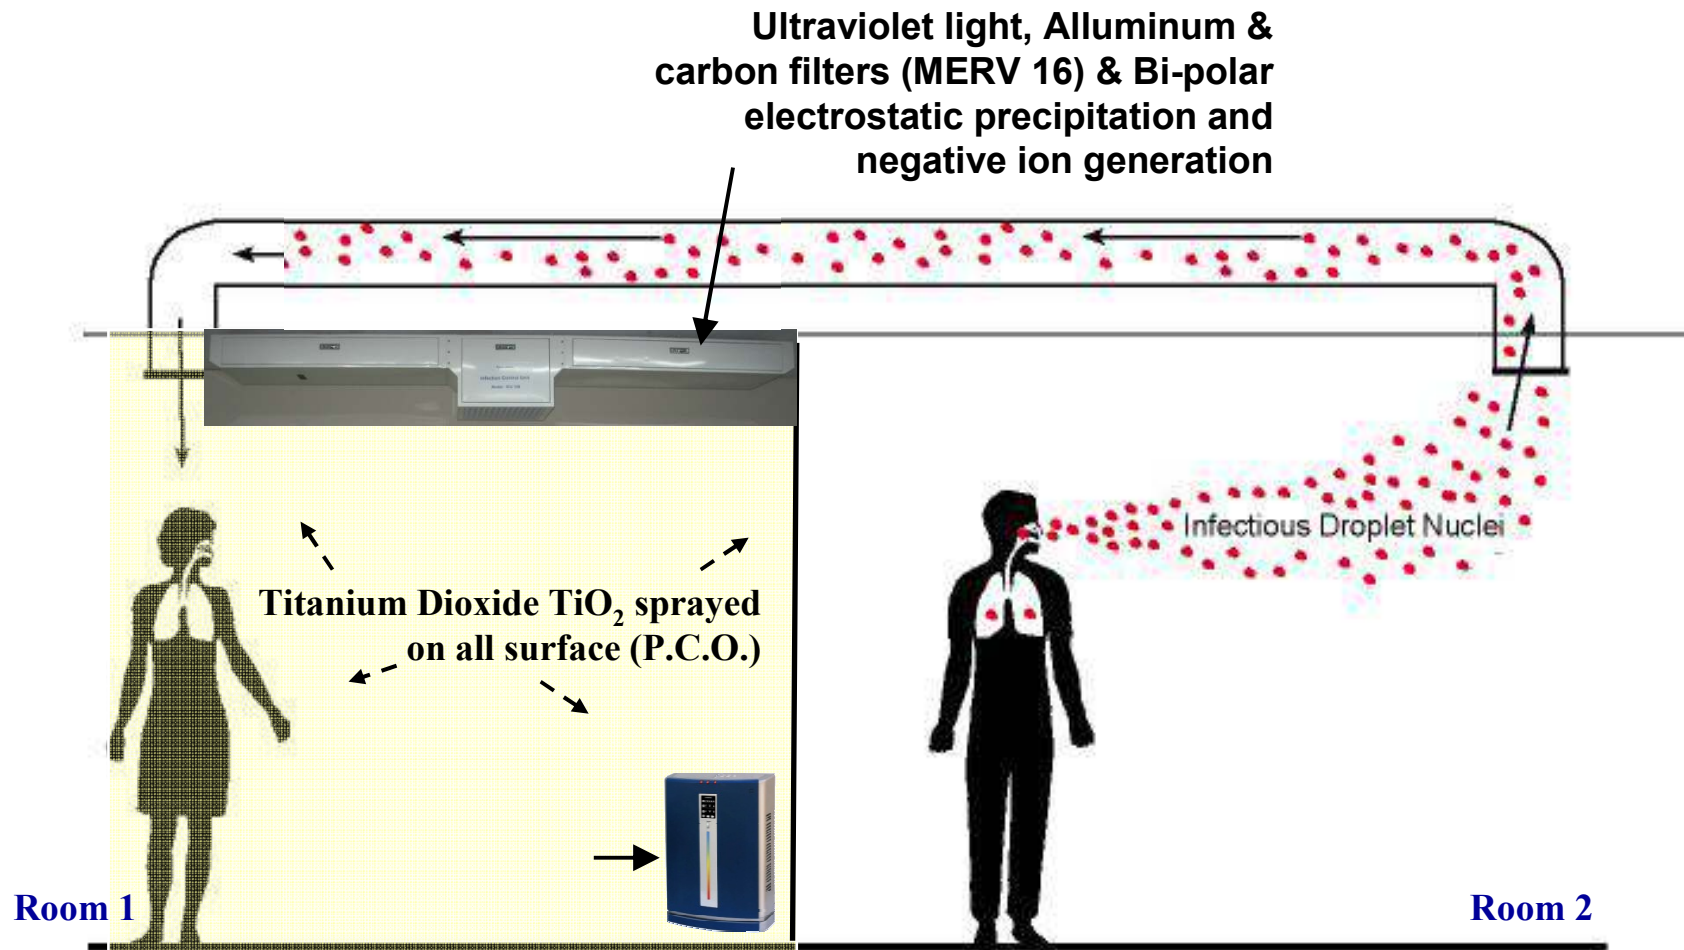 Ultraviolet light, Alluminum &
carbon filters (MERV 16) & Bi-polar
electrostatic precipitation and
negative ion generation
Infectious Droplet Nuclei
Titanium Dioxide TiO₂ sprayed
on all surface (P.C.O.)
Room 1
Room 2